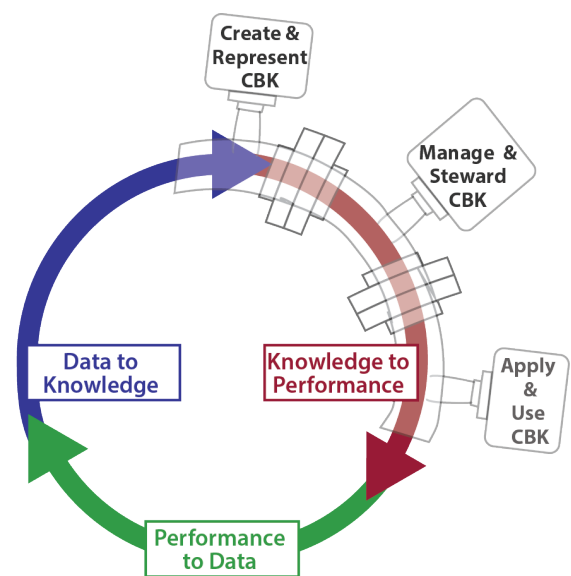 Create &
Represent
CBK
Manage &
Steward
CBK
Data to
Knowledge
Knowledge to
Performance
Apply
&
Use
CBK
Performance
to Data